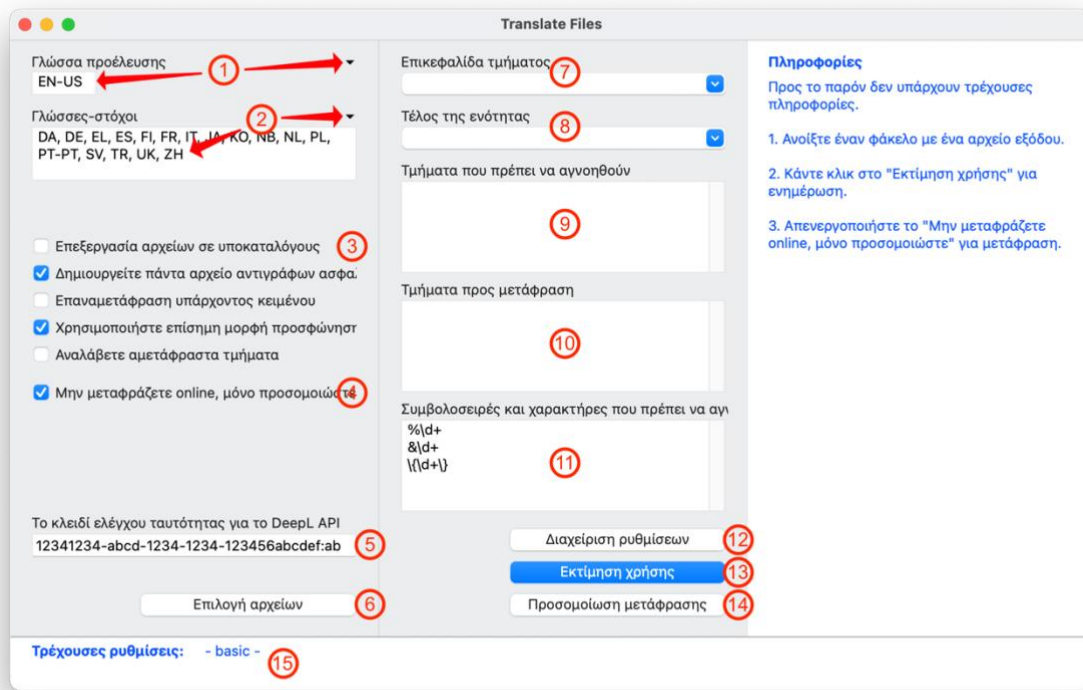 Translate Files
Γλώσσα προέλευσης
1
EN-US
Γλώσσες-στόχοι
2
DA, DE, EL, ES, FI, FR, IT, JA, KO, NB, NL, PL,
PT-PT, SV, TR, UK, ZH
Επεξεργασία αρχείων σε υποκαταλόγους
3
Δημιουργείτε πάντα αρχείο αντιγράφων ασφαλ
Επαναμετάφραση υπάρχοντος κειμένου
Χρησιμοποιήστε επίσημη μορφή προσφώνησr
Αναλάβετε αμετάφραστα τμήματα
Μην μεταφράζετε online, μόνο προσομοιώστε
4
Το κλειδί ελέγχου ταυτότητας για το DeepL API
12341234-abcd-1234-1234-123456abcdef:ab
5
Επιλογή αρχείων
6
Επικεφαλίδα τμήματος
7
Τέλος της ενότητας
8
Τμήματα που πρέπει να αγνοηθούν
9
Τμήματα προς μετάφραση
10
Συμβολοσειρές και χαρακτήρες που πρέπει να αγν
%\d+
&\d+
\{\d+\}
11
Διαχείριση ρυθμίσεων
12
Εκτίμηση χρήσης
13
Προσομοίωση μετάφρασης
14
Πληροφορίες
Προς το παρόν δεν υπάρχουν τρέχουσες
πληροφορίες.
1. Ανοίξτε έναν φάκελο με ένα αρχείο εξόδου.
2. Κάντε κλικ στο "Εκτίμηση χρήσης" για
ενημέρωση.
3. Απενεργοποιήστε το "Μην μεταφράζετε
online, μόνο προσομοιώστε" για μετάφραση.
Τρέχουσες ρυθμίσεις: - basic -
15